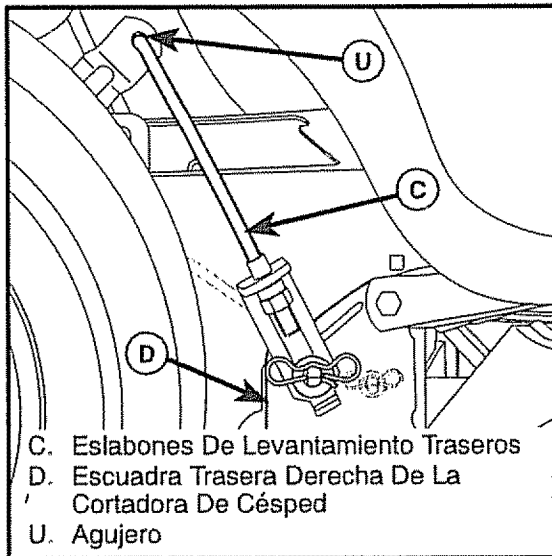 U
C
D
C. Eslabones De Levantamiento Traseros
D. Escuadra Trasera Derecha De La
Cortadora De Césped
U. Agujero